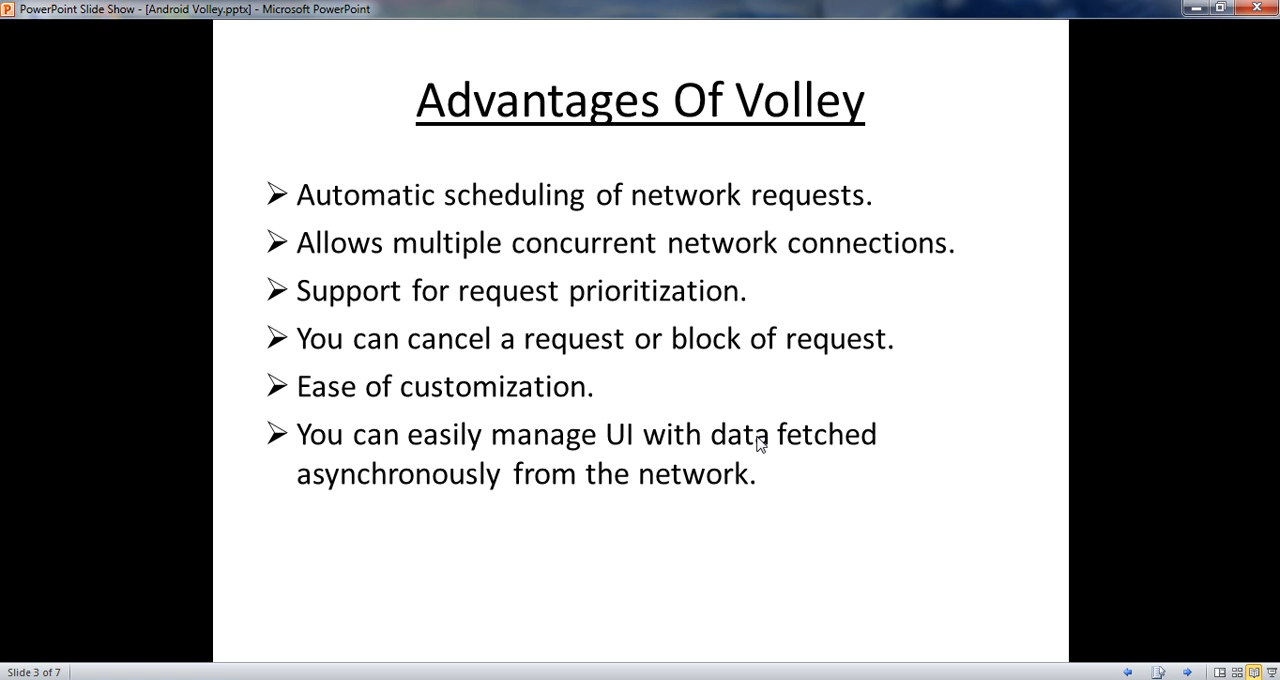 PowerPoint Slide Show - [Android Volley.pptx] - Microsoft PowerPoint
Advantages Of Volley
➢ Automatic scheduling of network requests.
➢ Allows multiple concurrent network connections.
➢ Support for request prioritization.
➢ You can cancel a request or block of request.
➢ Ease of customization.
➢ You can easily manage UI with data fetched
asynchronously from the network.
Slide 3 of 7